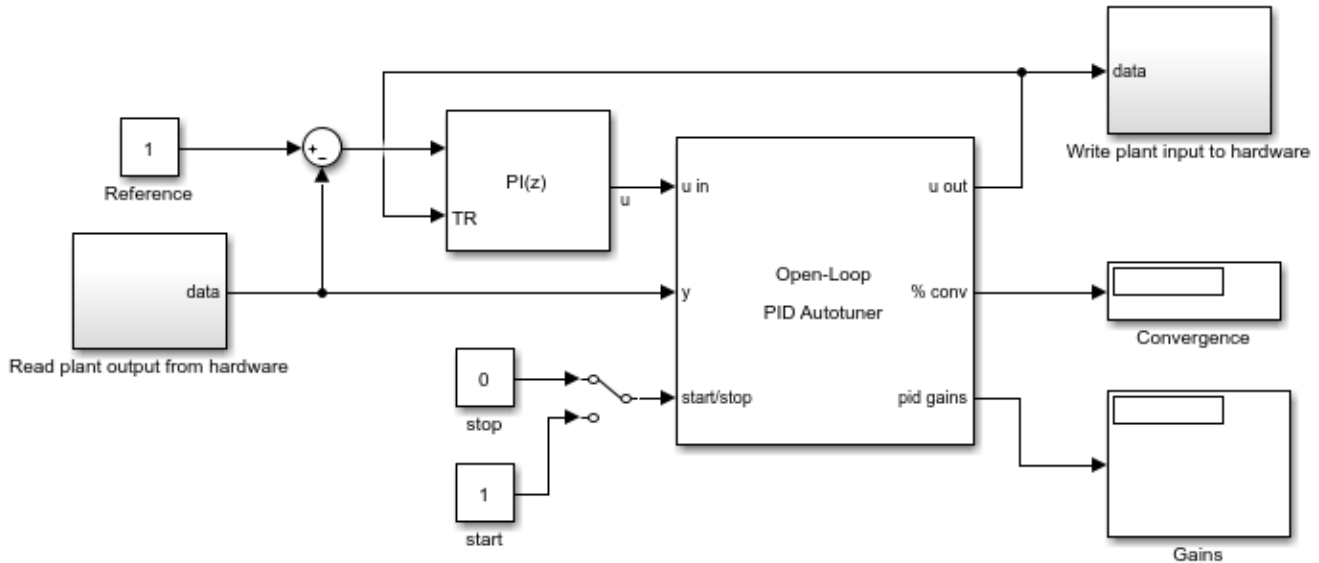 data
Write plant input to hardware
1
Reference
+
-
PI(z)
TR
u
data
Read plant output from hardware
u in
u out
y
Open-Loop
PID Autotuner
% conv
Convergence
0
stop
start/stop
pid gains
1
start
Gains